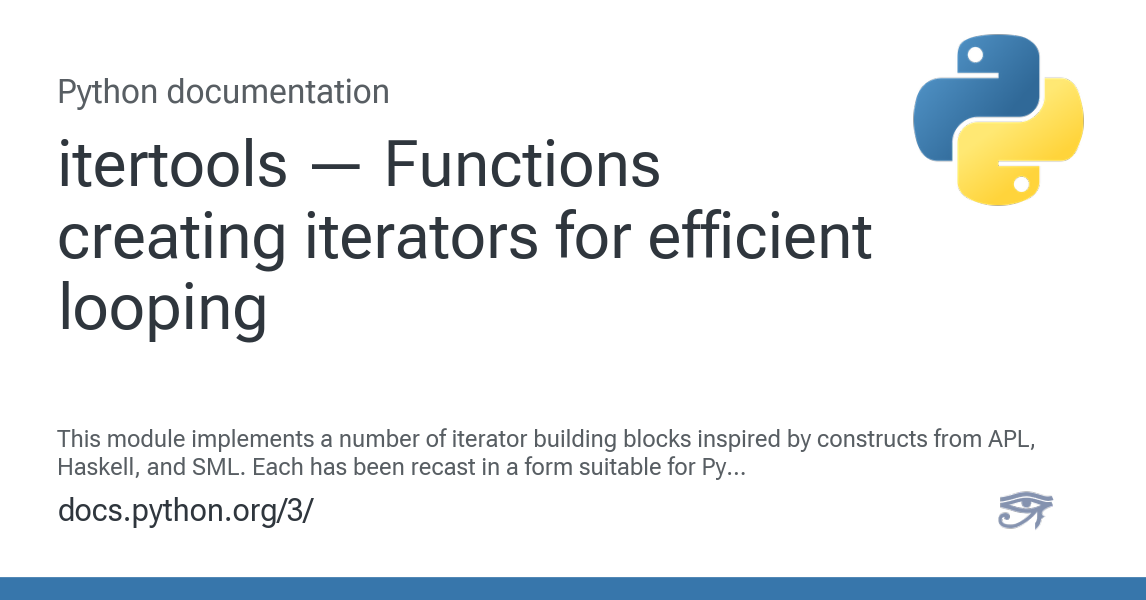 Python documentation
itertools — Functions
creating iterators for efficient
looping
This module implements a number of iterator building blocks inspired by constructs from APL,
Haskell, and SML. Each has been recast in a form suitable for Py...
docs.python.org/3/